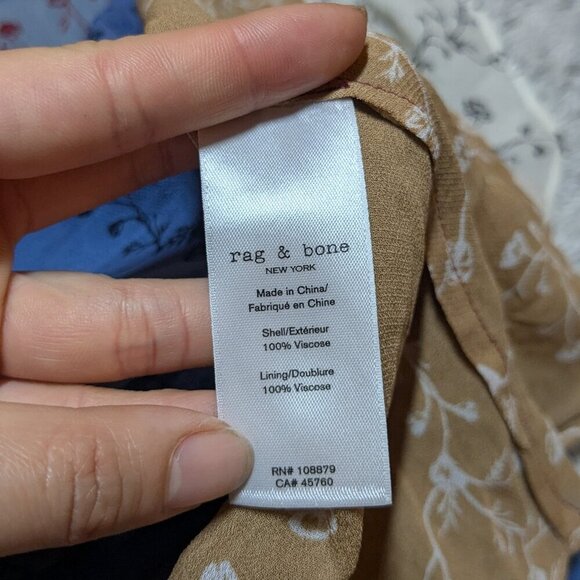 rag & bone
NEW YORK
Made in China/
Fabriqué en Chine
Shell/Extérieur
100% Viscose
Lining/Doublure
100% Viscose
RN# 108879
CA# 45760